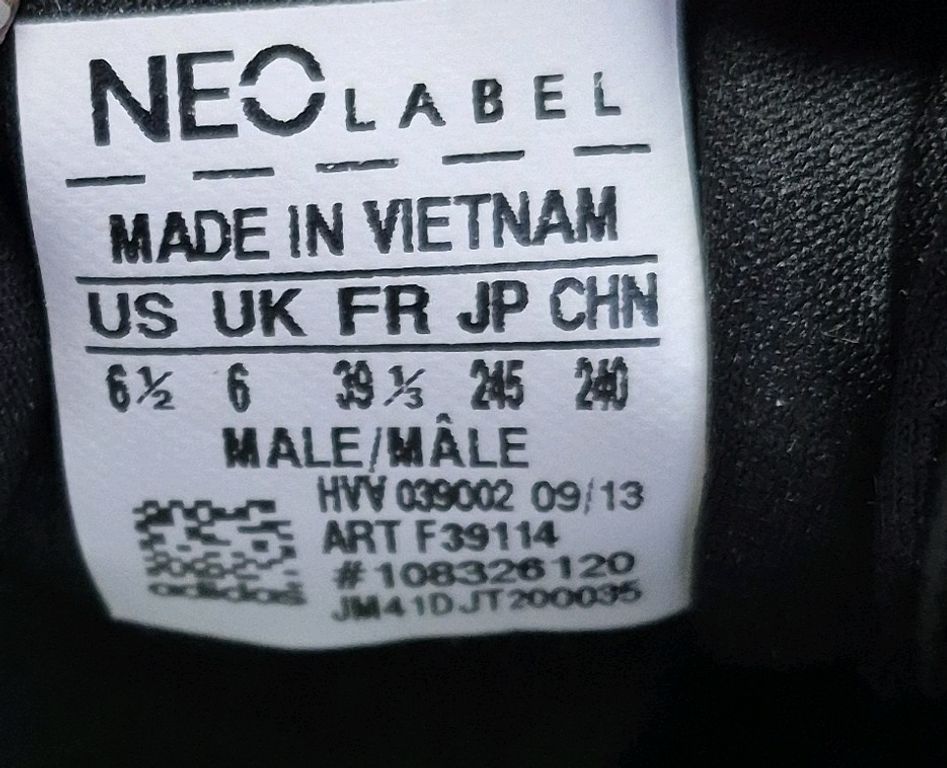 NEO LABEL
MADE IN VIETNAM
US UK FR JP CHN
6½ 6 39⅓ 245 240
MALE/MÂLE
HVV 039002 09/13
ART F39114
#108326120
JM41DJT200035
adidas